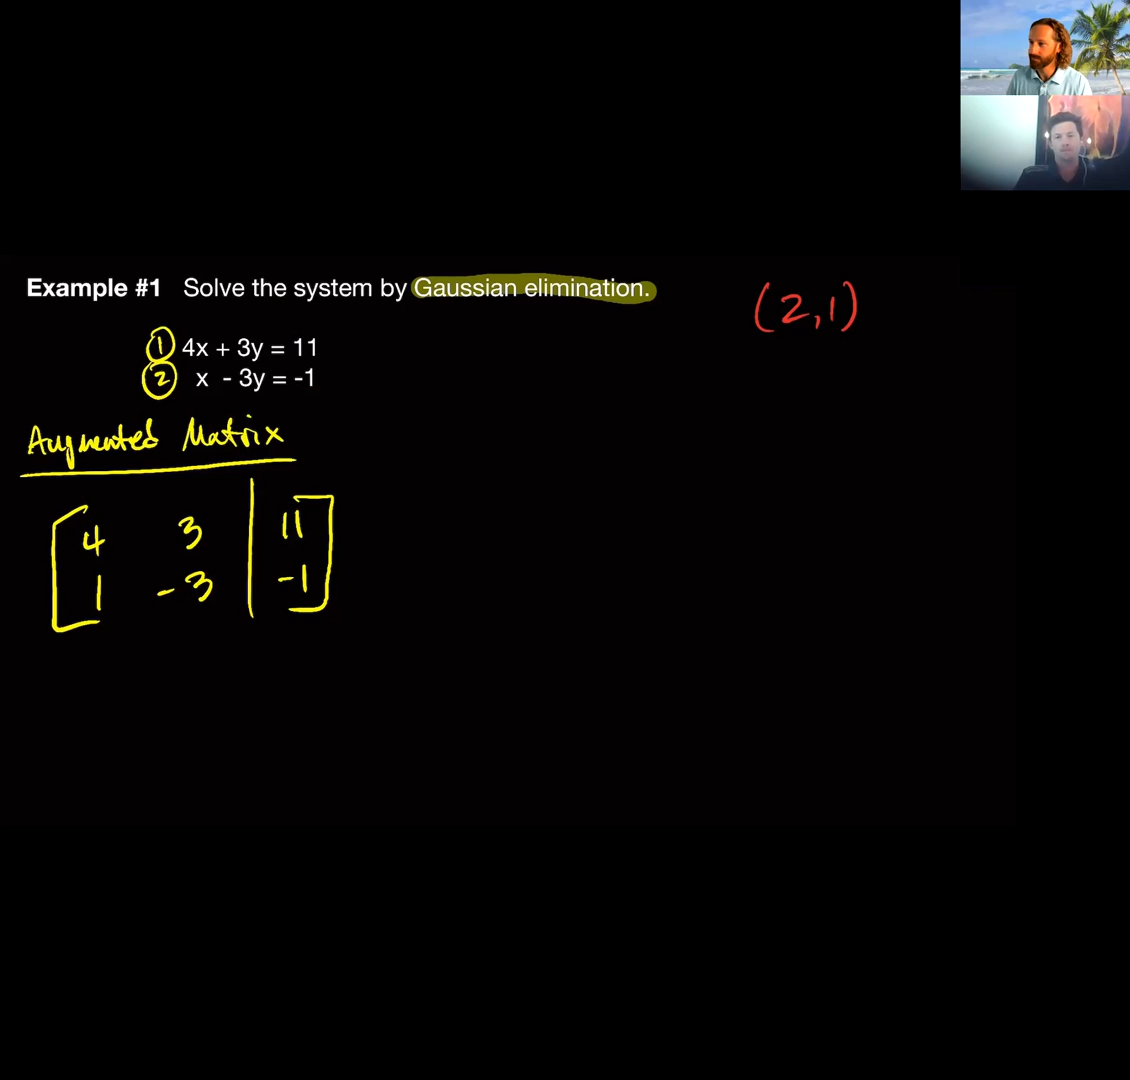 Example #1 Solve the system by Gaussian elimination.
(2,1)
① 4x + 3y = 11
② x - 3y = -1
Augmented Matrix
4 3 | 11
1 -3 | -1